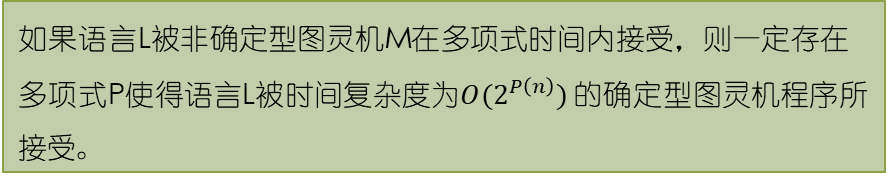 如果语言L被非确定型图灵机M在多项式时间内接受，则一定存在
多项式P使得语言L被时间复杂度为O(2^{P(n)})的确定型图灵机程序所
接受。